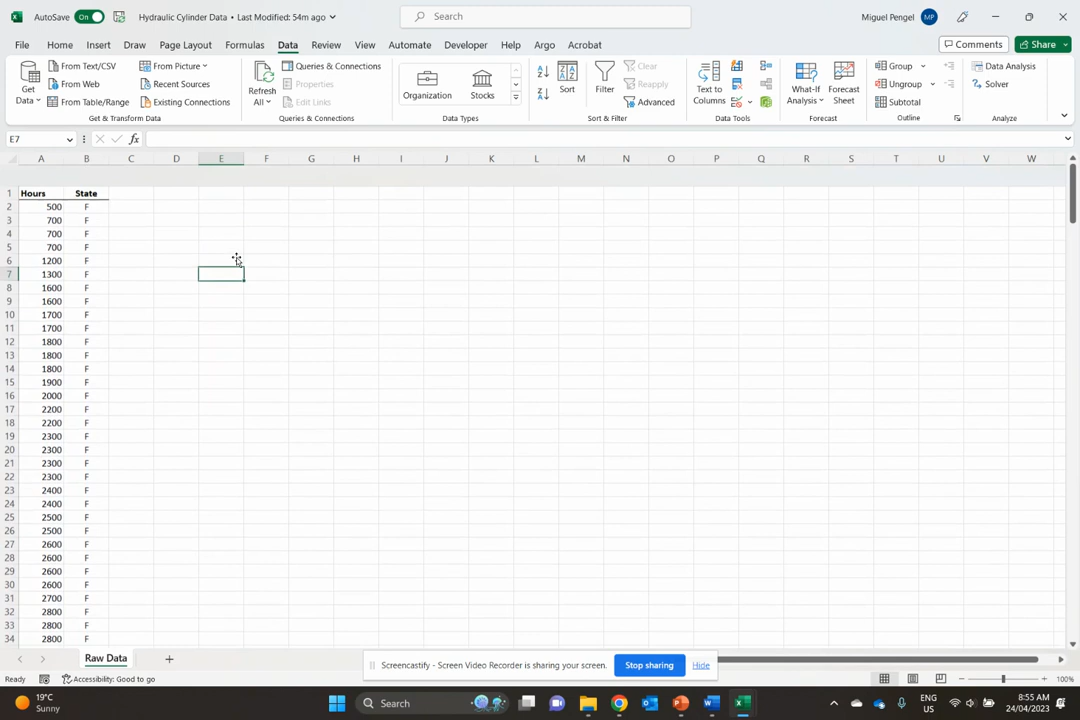 AutoSave On Hydraulic Cylinder Data • Last Modified: 54m ago Search Miguel Pengel MP
File Home Insert Draw Page Layout Formulas Data Review View Automate Developer Help Argo Acrobat Comments Share
Get Data
From Text/CSV
From Web
From Table/Range
From Picture
Recent Sources
Existing Connections
Get & Transform Data
Refresh All
Queries & Connections
Properties
Edit Links
Queries & Connections
Organization
Stocks
Data Types
Sort
Filter
Clear
Reapply
Advanced
Sort & Filter
Text to Columns
Data Tools
What-If Analysis
Forecast Sheet
Forecast
Group
Ungroup
Subtotal
Outline
Data Analysis
Solver
Analyze
E7 fx
A B C D E F G H I J K L M N O P Q R S T U V W
1 Hours State
2 500 F
3 700 F
4 700 F
5 700 F
6 1200 F
7 1300 F
8 1600 F
9 1600 F
10 1700 F
11 1700 F
12 1800 F
13 1800 F
14 1800 F
15 1900 F
16 2000 F
17 2200 F
18 2200 F
19 2300 F
20 2300 F
21 2300 F
22 2300 F
23 2400 F
24 2400 F
25 2500 F
26 2500 F
27 2600 F
28 2600 F
29 2600 F
30 2600 F
31 2700 F
32 2800 F
33 2800 F
34 2800 F
Raw Data
Screencastify - Screen Video Recorder is sharing your screen. Stop sharing Hide
Ready Accessibility: Good to go 100%
19°C
Sunny
Search
ENG
US
8:55 AM
24/04/2023